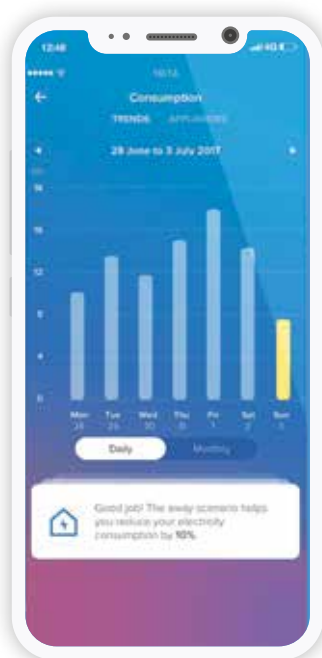 12:48
4G
Consumption
TRENDS APPLIANCES
28 June to 3 July 2017
16
12
8
4
0
Mon Tue Wed Thu Fri Sat Sun
Daily Monthly
Good job! The away scenario helps
you reduce your electricity
consumption by 10%.